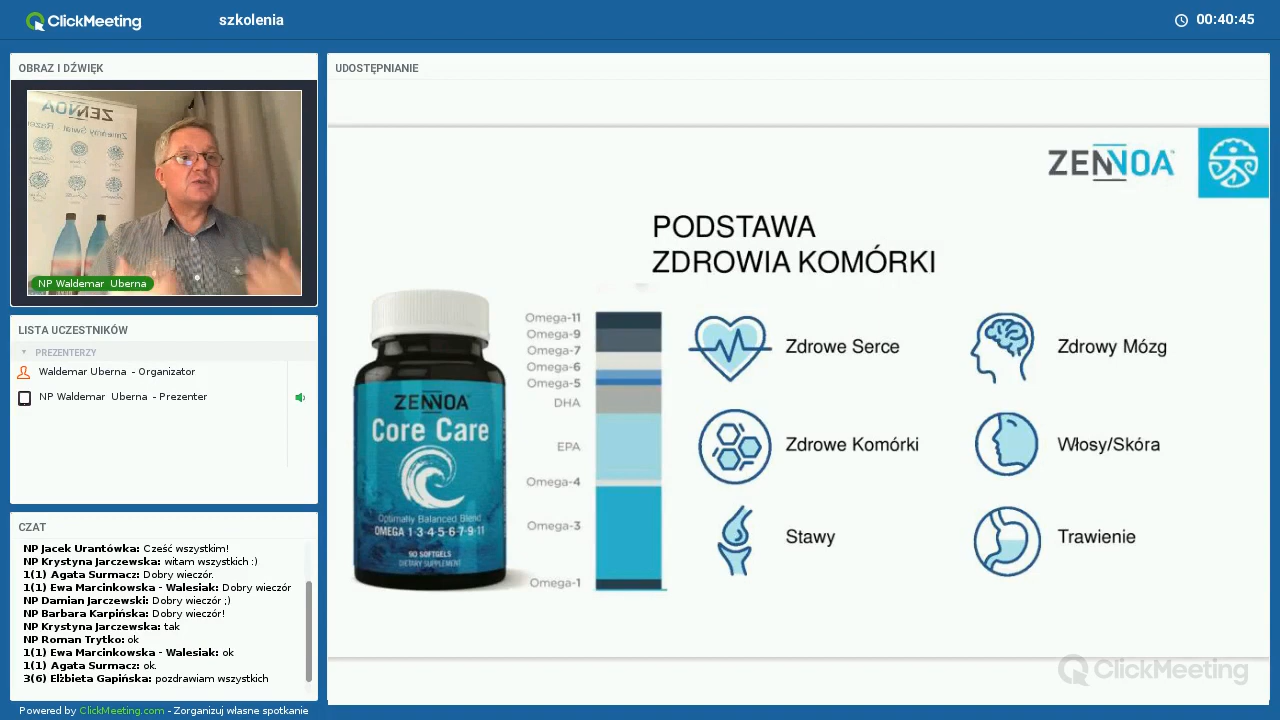 ClickMeeting
szkolenia
00:40:45
OBRAZ I DŹWIĘK
ZENNOA
NP Waldemar Uberna
LISTA UCZESTNIKÓW
PREZENTERZY
Waldemar Uberna - Organizator
NP Waldemar Uberna - Prezenter
CZAT
NP Jacek Urantówka: Cześć wszystkim!
NP Krystyna Jarczewska: witam wszystkich :)
1(1) Agata Surmacz: Dobry wieczór.
1(1) Ewa Marcinkowska - Walesiak: Dobry wieczór
NP Damian Jarczewski: Dobry wieczór ;)
NP Barbara Karpińska: Dobry wieczór!
NP Krystyna Jarczewska: tak
NP Roman Trytko: ok
1(1) Ewa Marcinkowska - Walesiak: ok
1(1) Agata Surmacz: ok.
3(6) Elżbieta Gapińska: pozdrawiam wszystkich
Powered by ClickMeeting.com - Zorganizuj własne spotkanie
UDOSTĘPNIANIE
ZENNOA
PODSTAWA
ZDROWIA KOMÓRKI
ZENNOA
Core Care
Optimally Balanced Blend
OMEGA 1·3·4·5·6·7·9·11
90 SOFTGELS
DIETARY SUPPLEMENT
Omega-11
Omega-9
Omega-7
Omega-6
Omega-5
DHA
EPA
Omega-4
Omega-3
Omega-1
Zdrowe Serce
Zdrowy Mózg
Zdrowe Komórki
Włosy/Skóra
Stawy
Trawienie
ClickMeeting